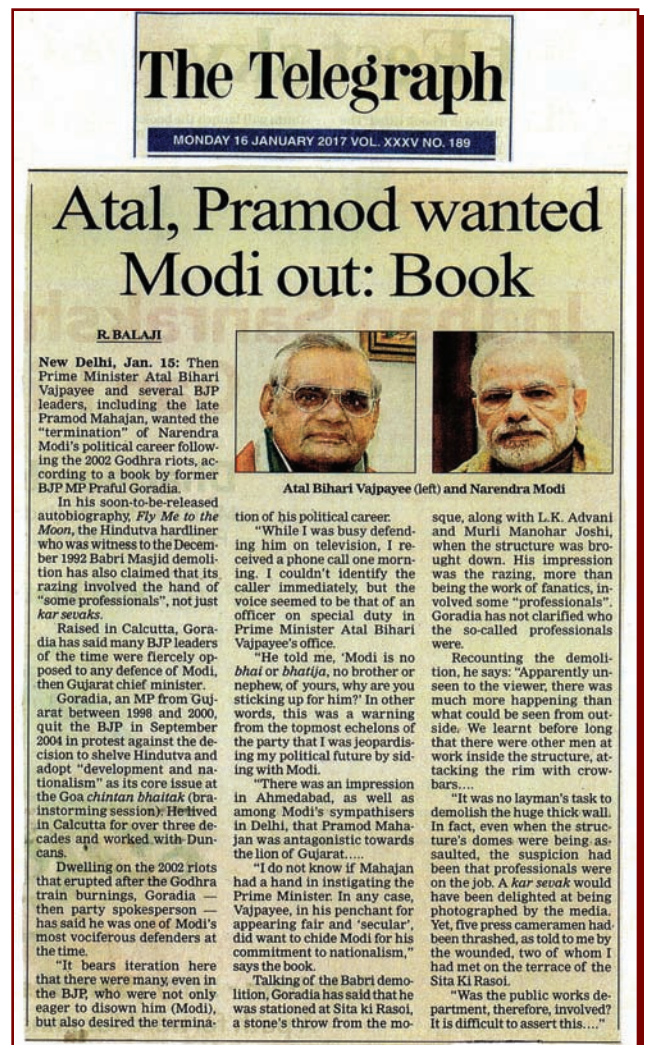 The Telegraph
MONDAY 16 JANUARY 2017 VOL. XXXV NO. 189
Atal, Pramod wanted
Modi out: Book
R. BALAJI
New Delhi, Jan. 15: Then
Prime Minister Atal Bihari
Vajpayee and several BJP
leaders, including the late
Pramod Mahajan, wanted the
“termination” of Narendra
Modi’s political career follow-
ing the 2002 Godhra riots, ac-
cording to a book by former
BJP MP Praful Goradia.
In his soon-to-be-released
autobiography, Fly Me to the
Moon, the Hindutva hardliner
who was witness to the Decem-
ber 1992 Babri Masjid demoli-
tion has also claimed that its
razing involved the hand of
“some professionals”, not just
kar sevaks.
Raised in Calcutta, Gora-
dia has said many BJP leaders
of the time were fiercely op-
posed to any defence of Modi,
then Gujarat chief minister.
Goradia, an MP from Guj-
arat between 1998 and 2000,
quit the BJP in September
2004 in protest against the de-
cision to shelve Hindutva and
adopt “development and na-
tionalism” as its core issue at
the Goa chintan bhaitak (bra-
instorming session). He lived
in Calcutta for over three de-
cades and worked with Dun-
cans.
Dwelling on the 2002 riots
that erupted after the Godhra
train burnings, Goradia —
then party spokesperson —
has said he was one of Modi’s
most vociferous defenders at
the time.
“It bears iteration here
that there were many, even in
the BJP, who were not only
eager to disown him (Modi),
but also desired the termina-
Atal Bihari Vajpayee (left) and Narendra Modi
tion of his political career.
“While I was busy defend-
ing him on television, I re-
ceived a phone call one morn-
ing. I couldn’t identify the
caller immediately, but the
voice seemed to be that of an
officer on special duty in
Prime Minister Atal Bihari
Vajpayee’s office.
“He told me, ‘Modi is no
bhai or bhatija, no brother or
nephew, of yours, why are you
sticking up for him?’ In other
words, this was a warning
from the topmost echelons of
the party that I was jeopardis-
ing my political future by sid-
ing with Modi.
“There was an impression
in Ahmedabad, as well as
among Modi’s sympathisers
in Delhi, that Pramod Maha-
jan was antagonistic towards
the lion of Gujarat.....
“I do not know if Mahajan
had a hand in instigating the
Prime Minister. In any case,
Vajpayee, in his penchant for
appearing fair and ‘secular’,
did want to chide Modi for his
commitment to nationalism,”
says the book.
Talking of the Babri demo-
lition, Goradia has said that he
was stationed at Sita ki Rasoi,
a stone’s throw from the mo-
sque, along with L.K. Advani
and Murli Manohar Joshi,
when the structure was bro-
ught down. His impression
was the razing, more than
being the work of fanatics, in-
volved some “professionals”.
Goradia has not clarified who
the so-called professionals
were.
Recounting the demoli-
tion, he says: “Apparently un-
seen to the viewer, there was
much more happening than
what could be seen from out-
side. We learnt before long
that there were other men at
work inside the structure, at-
tacking the rim with crow-
bars....
“It was no layman’s task to
demolish the huge thick wall.
In fact, even when the struc-
ture’s domes were being as-
saulted, the suspicion had
been that professionals were
on the job. A kar sevak would
have been delighted at being
photographed by the media.
Yet, five press cameramen had
been thrashed, as told to me by
the wounded, two of whom I
had met on the terrace of the
Sita Ki Rasoi.
“Was the public works de-
partment, therefore, involved?
It is difficult to assert this....”